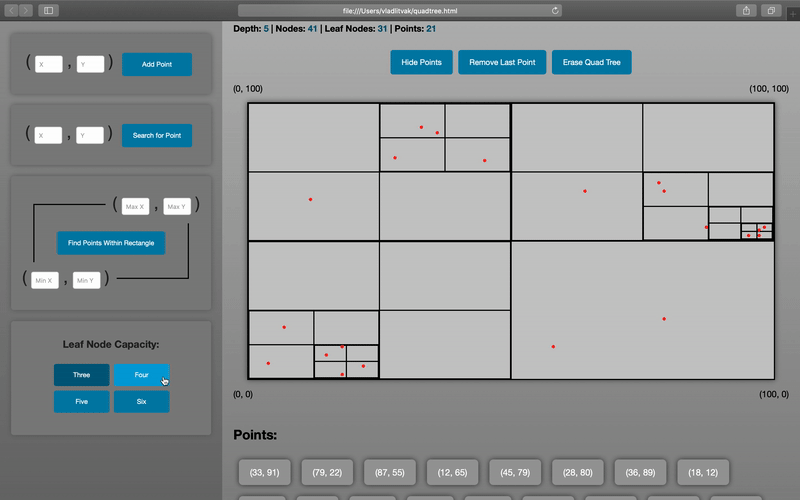 file:///Users/vladlitvak/quadtree.html
Depth: 5 | Nodes: 41 | Leaf Nodes: 31 | Points: 21
( X , Y ) Add Point
Hide Points Remove Last Point Erase Quad Tree
(0, 100) (100, 100)
( X , Y ) Search for Point
( Max X , Max Y )
Find Points Within Rectangle
( Min X , Min Y )
Leaf Node Capacity:
Three Four
Five Six
(0, 0) (100, 0)
Points:
(33, 91) (79, 22) (87, 55) (12, 65) (45, 79) (28, 80) (36, 89) (18, 12)